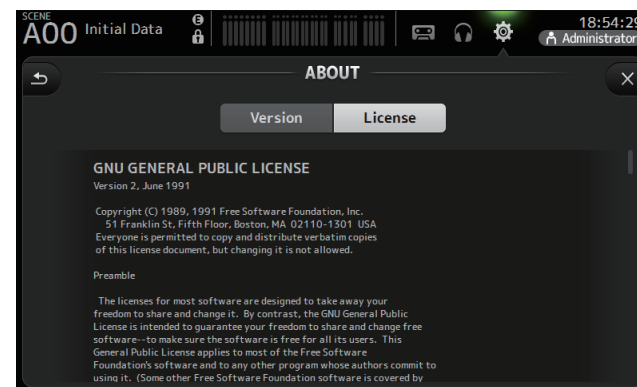 SCENE
A00 Initial Data
E
18:54:29
Administrator
ABOUT
Version
License
GNU GENERAL PUBLIC LICENSE
Version 2, June 1991
Copyright (C) 1989, 1991 Free Software Foundation, Inc.
51 Franklin St, Fifth Floor, Boston, MA 02110-1301 USA
Everyone is permitted to copy and distribute verbatim copies
of this license document, but changing it is not allowed.
Preamble
The licenses for most software are designed to take away your
freedom to share and change it. By contrast, the GNU General Public
License is intended to guarantee your freedom to share and change free
software--to make sure the software is free for all its users. This
General Public License applies to most of the Free Software
Foundation's software and to any other program whose authors commit to
using it. (Some other Free Software Foundation software is covered by